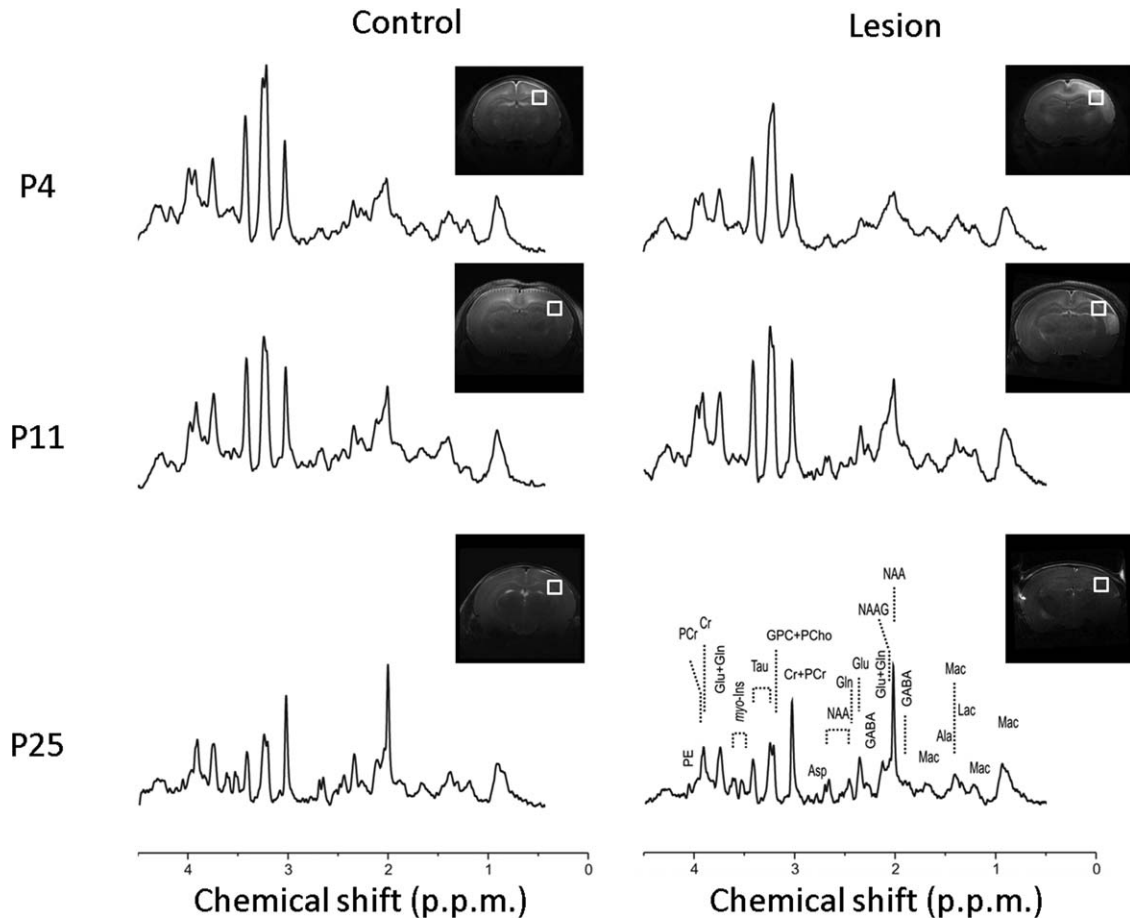 Control
Lesion
P4
P11
P25
NAA
NAAG
PCr
Cr
Glu+Gln
myo-Ins
Tau
GPC+PCho
Cr+PCr
NAA
Gln
Glu
GABA
Glu+Gln
GABA
Mac
Lac
Ala
Mac
Mac
Mac
PE
Asp
4 3 2 1 0
4 3 2 1 0
Chemical shift (p.p.m.)
Chemical shift (p.p.m.)